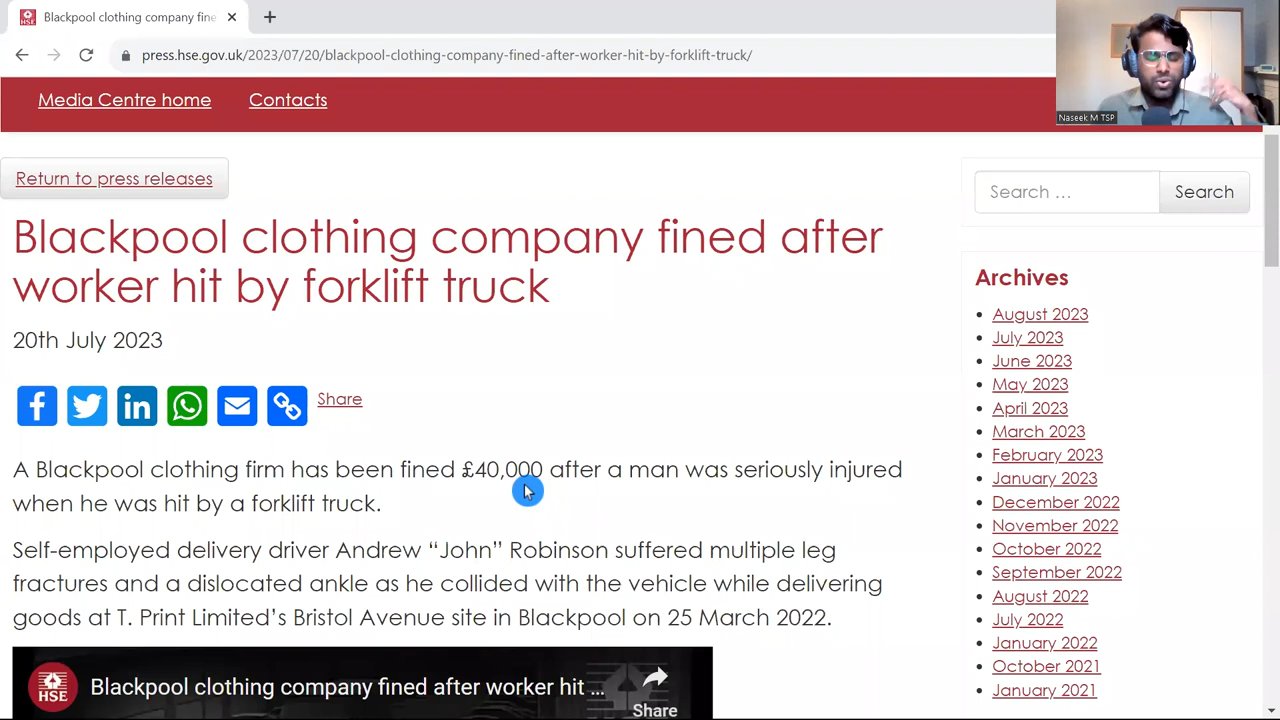 HSE
Blackpool clothing company fine
press.hse.gov.uk/2023/07/20/blackpool-clothing-company-fined-after-worker-hit-by-forklift-truck/
Naseek M TSP
Media Centre home
Contacts
Return to press releases
Blackpool clothing company fined after
worker hit by forklift truck
20th July 2023
Share
A Blackpool clothing firm has been fined £40,000 after a man was seriously injured
when he was hit by a forklift truck.
Self-employed delivery driver Andrew “John” Robinson suffered multiple leg
fractures and a dislocated ankle as he collided with the vehicle while delivering
goods at T. Print Limited’s Bristol Avenue site in Blackpool on 25 March 2022.
HSE
Blackpool clothing company fined after worker hit ...
Share
Search ...
Search
Archives
August 2023
July 2023
June 2023
May 2023
April 2023
March 2023
February 2023
January 2023
December 2022
November 2022
October 2022
September 2022
August 2022
July 2022
January 2022
October 2021
January 2021